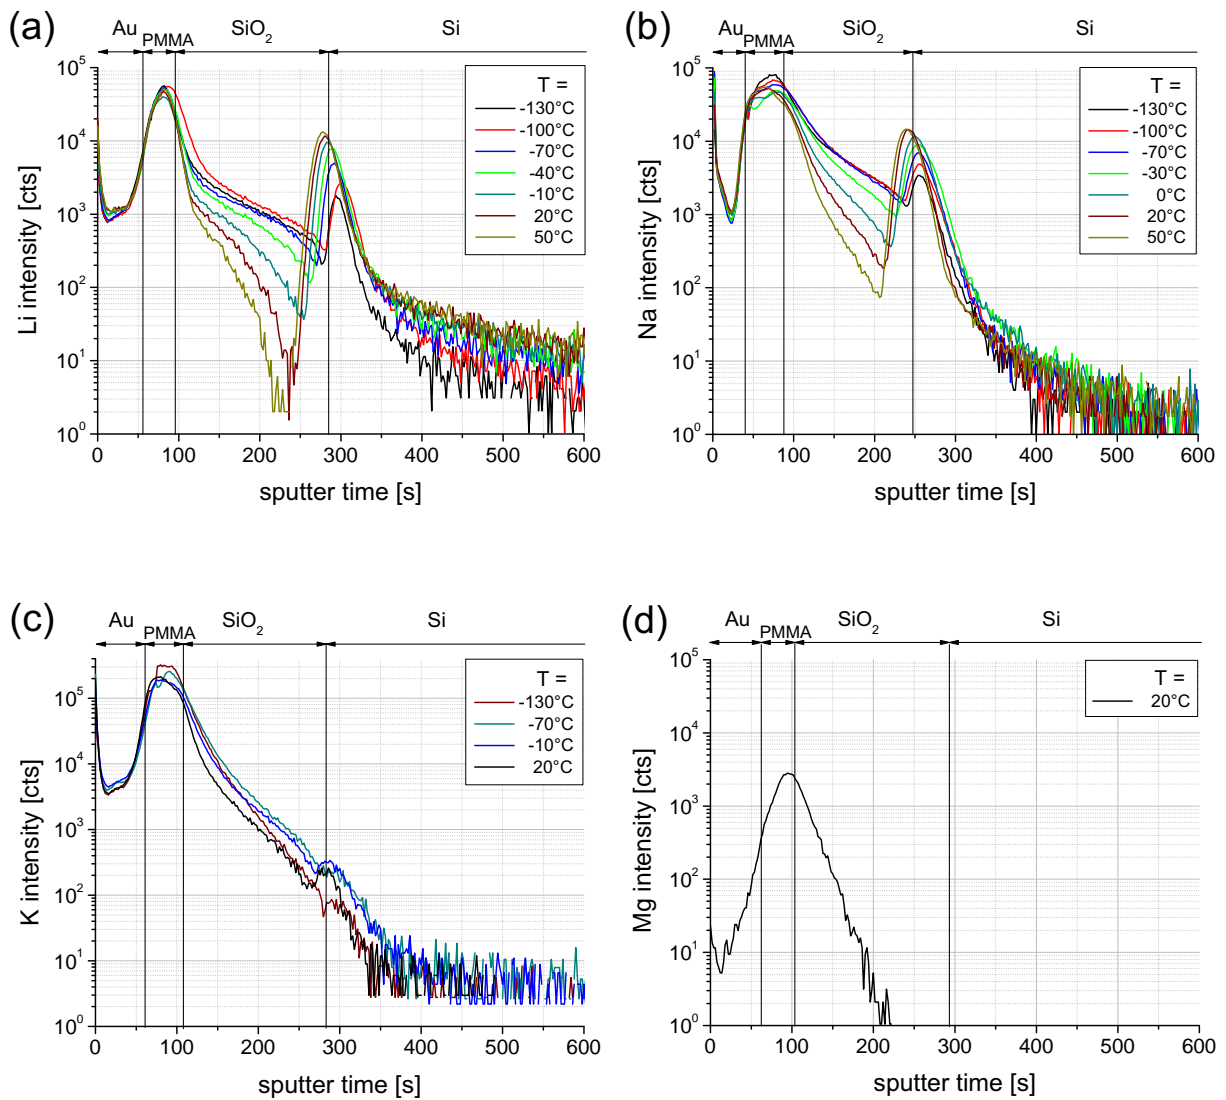 (a)
Au PMMA SiO2 Si
10^5
10^4
10^3
10^2
10^1
10^0
Li intensity [cts]
T =
-130°C
-100°C
-70°C
-40°C
-10°C
20°C
50°C
0 100 200 300 400 500 600
sputter time [s]
(b)
Au PMMA SiO2 Si
10^5
10^4
10^3
10^2
10^1
10^0
Na intensity [cts]
T =
-130°C
-100°C
-70°C
-30°C
0°C
20°C
50°C
0 100 200 300 400 500 600
sputter time [s]
(c)
Au PMMA SiO2 Si
10^5
10^4
10^3
10^2
10^1
10^0
K intensity [cts]
T =
-130°C
-70°C
-10°C
20°C
0 100 200 300 400 500 600
sputter time [s]
(d)
Au PMMA SiO2 Si
10^5
10^4
10^3
10^2
10^1
10^0
Mg intensity [cts]
T =
20°C
0 100 200 300 400 500 600
sputter time [s]